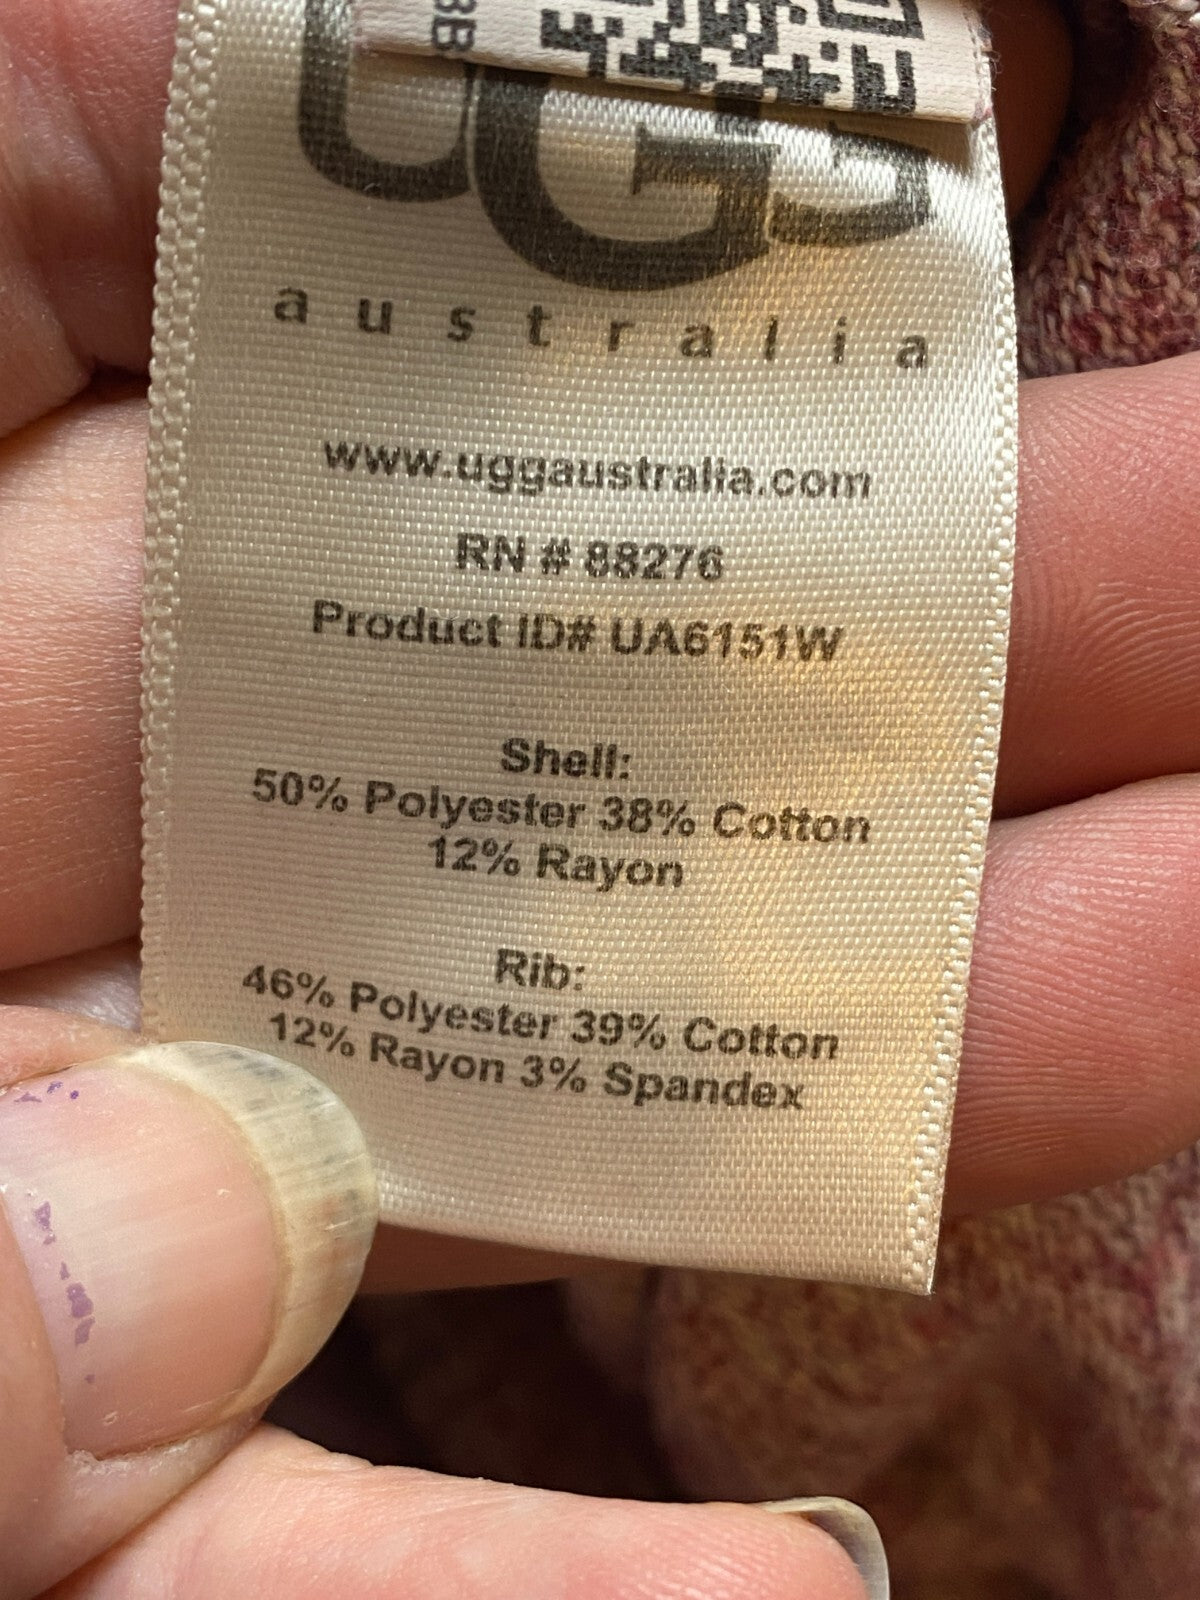 UGG
australia
www.uggaustralia.com
RN # 88276
Product ID# UA6151W
Shell:
50% Polyester 38% Cotton
12% Rayon
Rib:
46% Polyester 39% Cotton
12% Rayon 3% Spandex